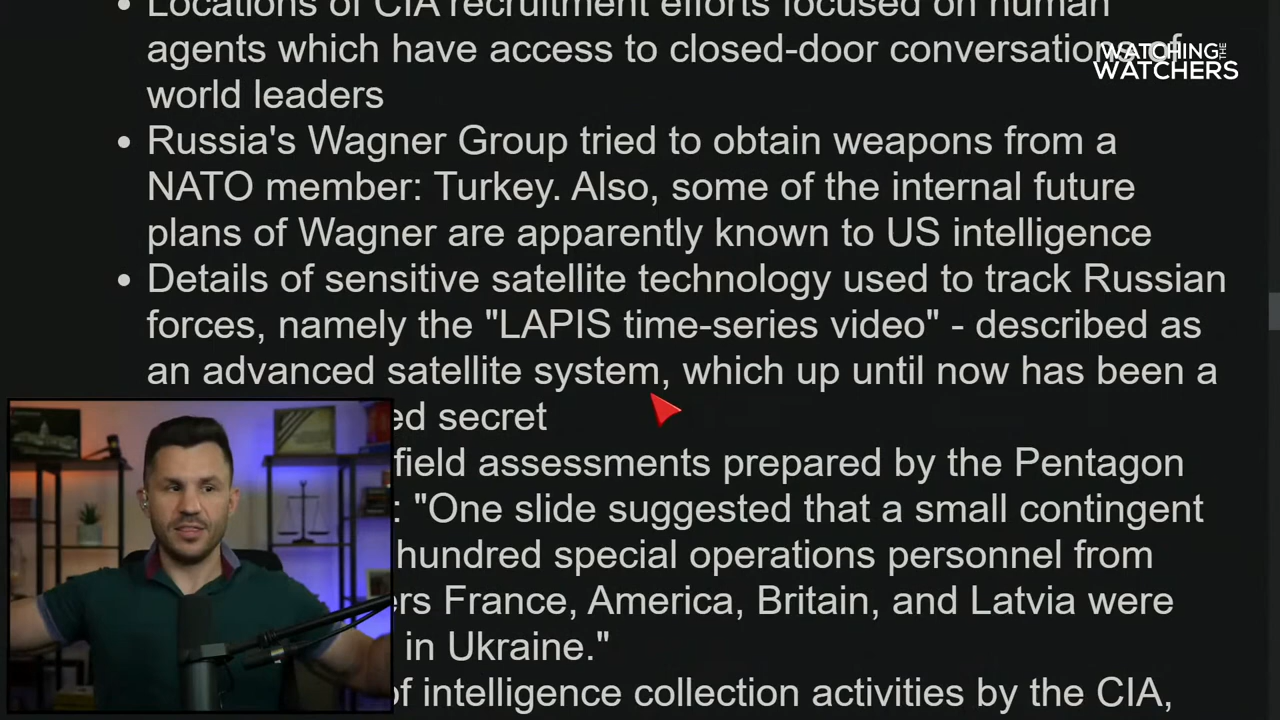 Locations of CIA recruitment efforts focused on human
agents which have access to closed-door conversations of
world leaders
WATCHING THE
WATCHERS
• Russia's Wagner Group tried to obtain weapons from a
NATO member: Turkey. Also, some of the internal future
plans of Wagner are apparently known to US intelligence
• Details of sensitive satellite technology used to track Russian
forces, namely the "LAPIS time-series video" - described as
an advanced satellite system, which up until now has been a
ed secret
field assessments prepared by the Pentagon
: "One slide suggested that a small contingent
hundred special operations personnel from
rs France, America, Britain, and Latvia were
in Ukraine."
of intelligence collection activities by the CIA,